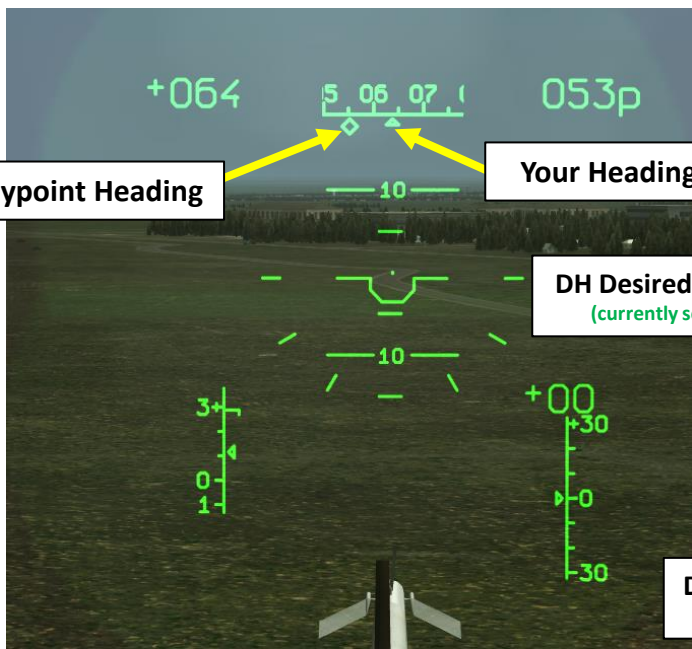 +064
5 06 07
053p
ypoint Heading
Your Heading
10
DH Desired
(currently s
10
+00
3+
+30
0
0
1
30
D